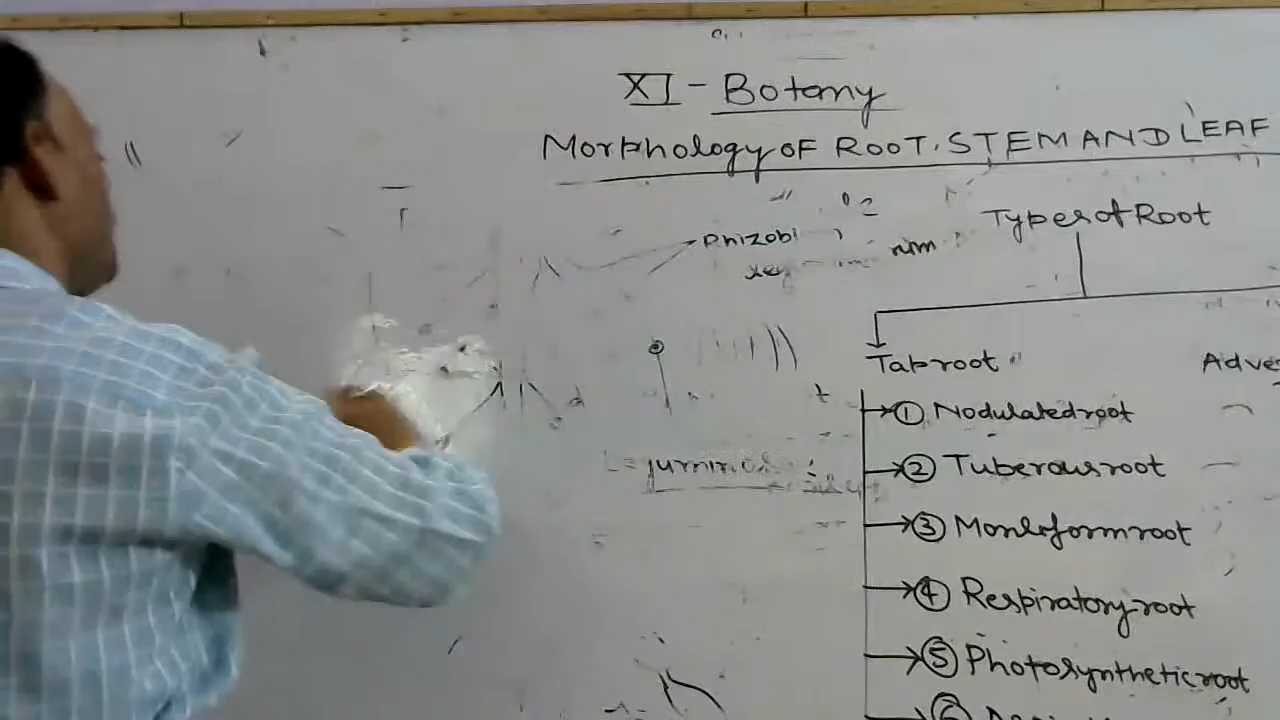 XI - Botany
Morphology of ROOT. STEM AND LEAF
Types of Root
Rhizobi
Tap root
Adve
① Nodulated root
② Tuberous root
③ Moniliform root
④ Respiratory root
⑤ Photosynthetic root
⑥